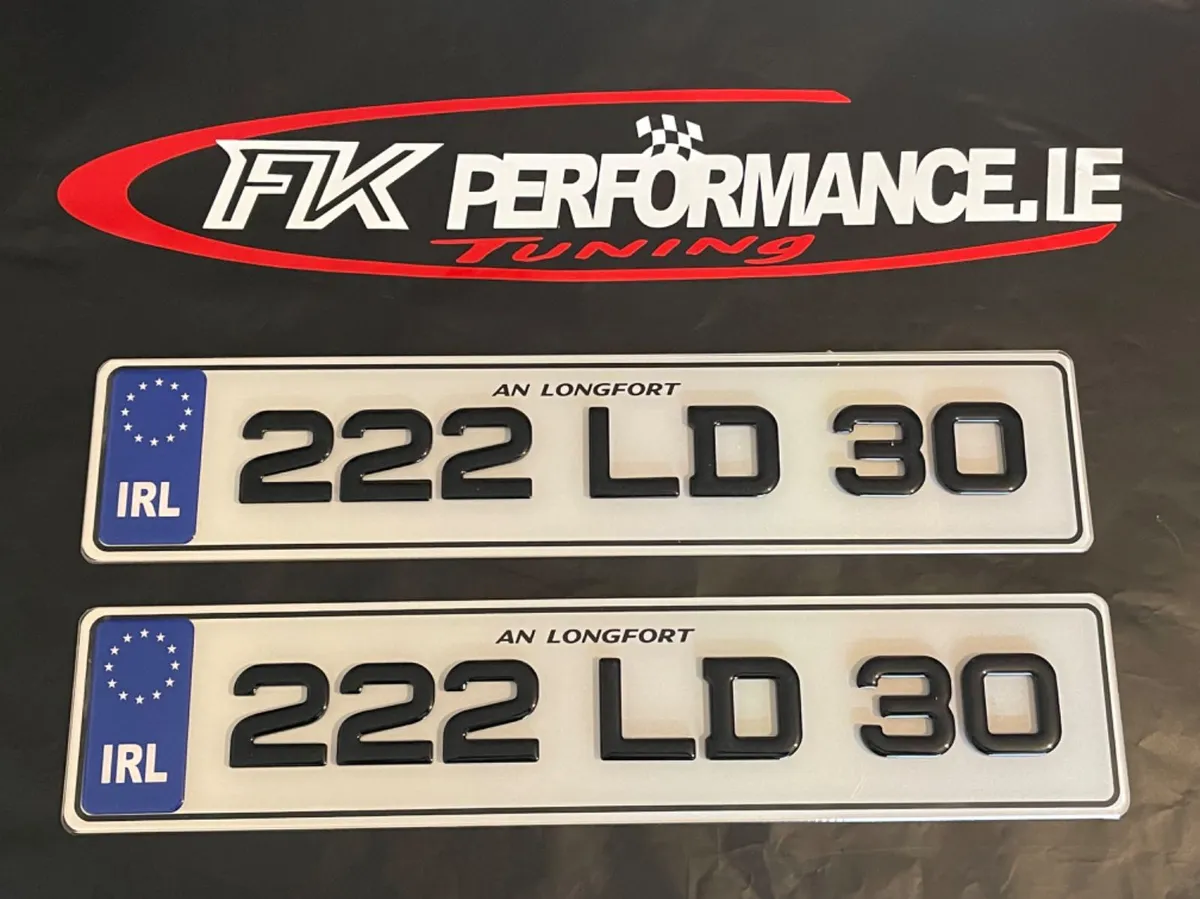 FK PERFORMANCE.IE
TUNING
AN LONGFORT
IRL
222 LD 30
AN LONGFORT
IRL
222 LD 30